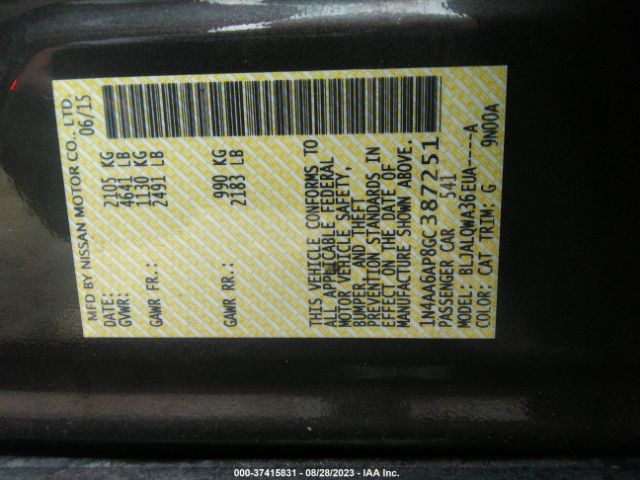 MFD BY NISSAN MOTOR CO., LTD.
DATE: 06/15
GVWR: 2105 KG
4641 LB
GAWR FR.: 1130 KG
2491 LB
GAWR RR.: 990 KG
2183 LB
THIS VEHICLE CONFORMS TO
ALL APPLICABLE FEDERAL
MOTOR VEHICLE SAFETY,
BUMPER, AND THEFT
PREVENTION STANDARDS IN
EFFECT ON THE DATE OF
MANUFACTURE SHOWN ABOVE.
1N4AA6AP8GC387251
PASSENGER CAR 541
MODEL: BLJALQWA36EUA----A
COLOR: CAT TRIM: G 9N00A
000-37415831 - 08/28/2023 - IAA Inc.